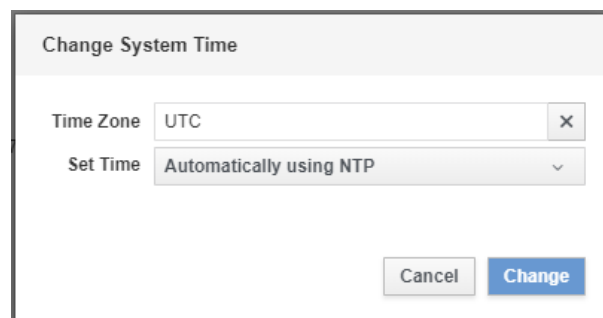 Change System Time
Time Zone UTC
Set Time Automatically using NTP
Cancel Change